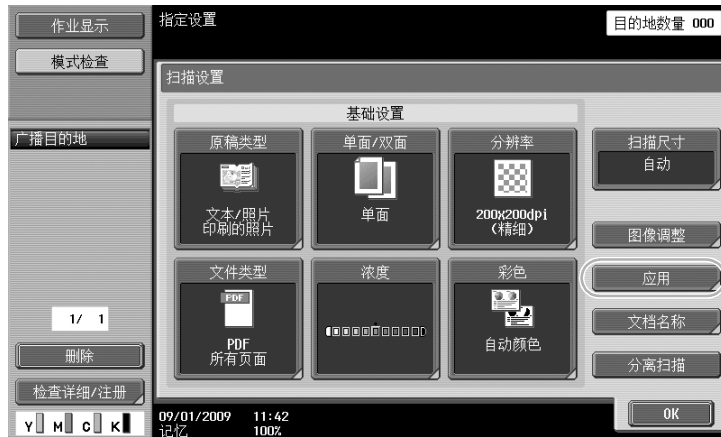 作业显示
指定设置
目的地数量 000
模式检查
扫描设置
基础设置
广播目的地
原稿类型
单面/双面
分辨率
扫描尺寸
自动
文本/照片
印刷的照片
单面
200x200dpi
(精细)
图像调整
文件类型
浓度
彩色
应用
PDF
1/ 1
文档名称
PDF
所有页面
自动颜色
删除
分离扫描
检查详细/注册
OK
Y M C K
09/01/2009 11:42
记忆 100%